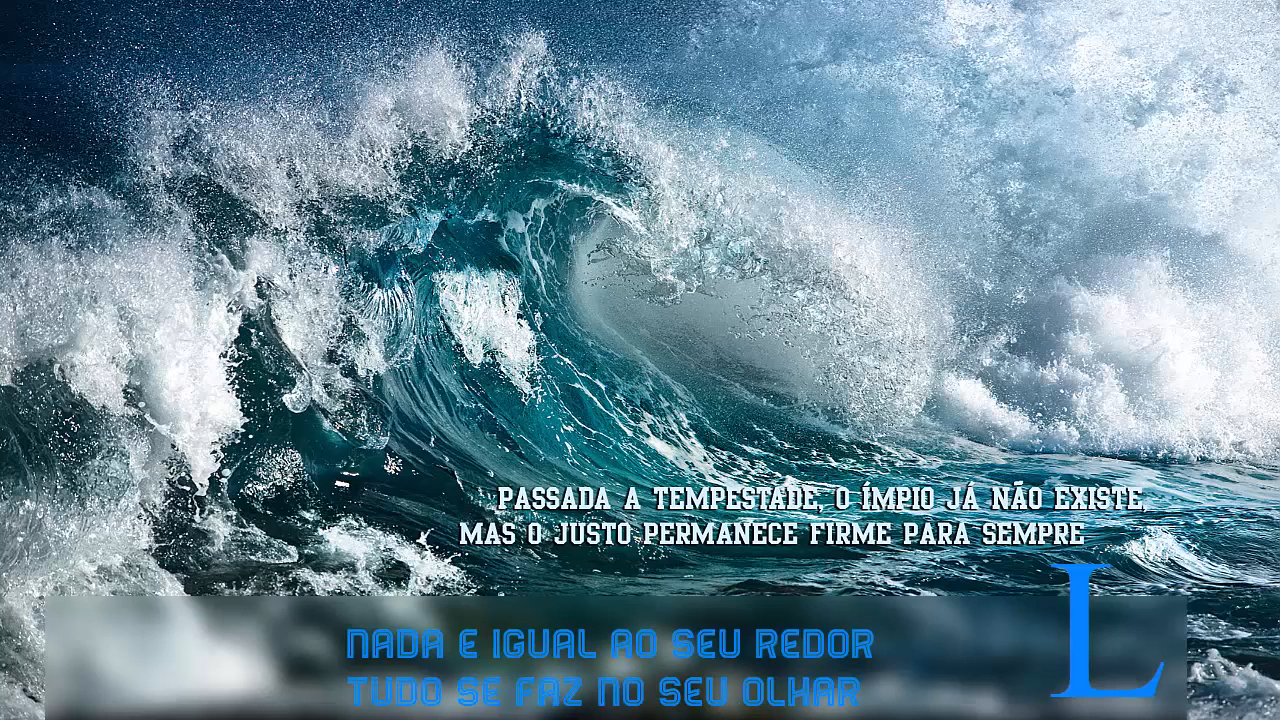 PASSADA A TEMPESTADE, O ÍMPIO JÁ NÃO EXISTE,
MAS O JUSTO PERMANECE FIRME PARA SEMPRE
NADA E IGUAL AO SEU REDOR
TUDO SE FAZ NO SEU OLHAR
L